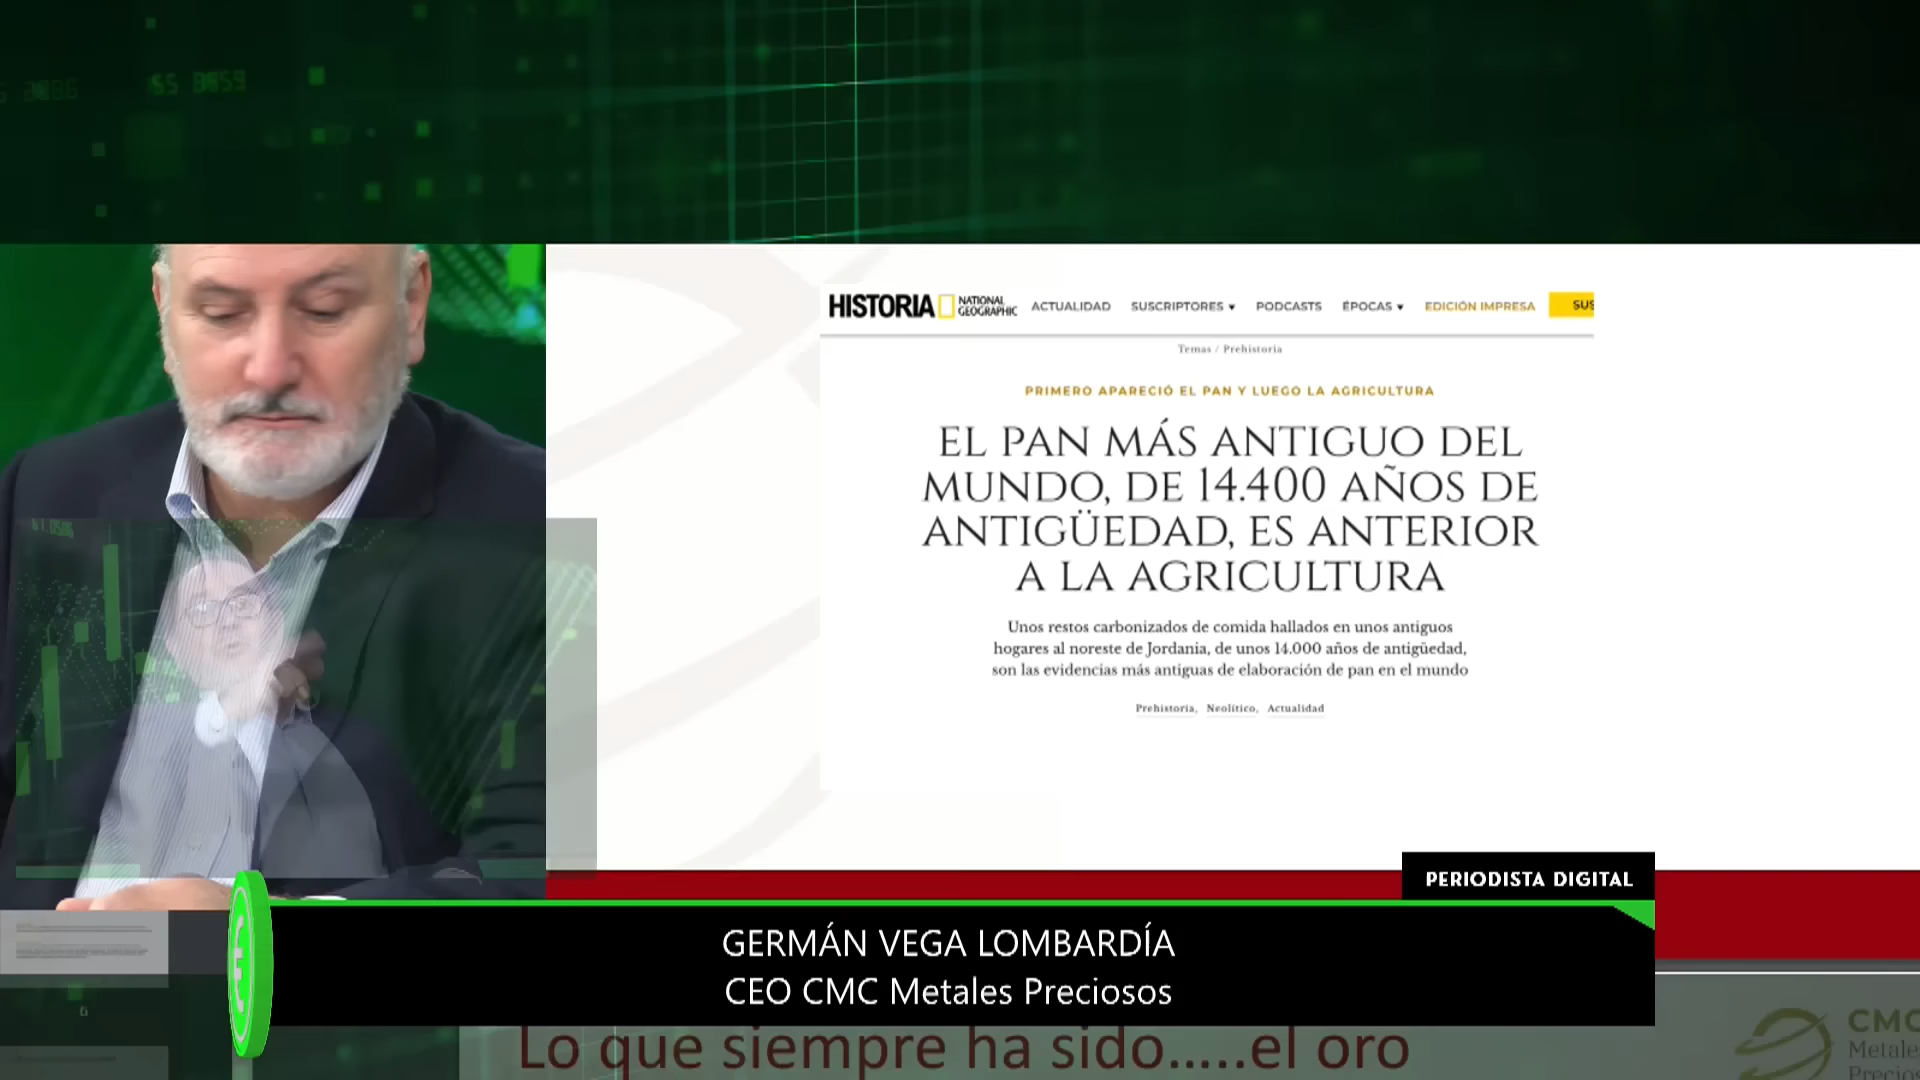 HISTORIA NATIONAL GEOGRAPHIC ACTUALIDAD SUSCRIPTORES PODCASTS ÉPOCAS EDICIÓN IMPRESA SUS
Temas / Prehistoria
PRIMERO APARECIÓ EL PAN Y LUEGO LA AGRICULTURA
EL PAN MÁS ANTIGUO DEL
MUNDO, DE 14.400 AÑOS DE
ANTIGÜEDAD, ES ANTERIOR
A LA AGRICULTURA
Unos restos carbonizados de comida hallados en unos antiguos
hogares al noreste de Jordania, de unos 14.000 años de antigüedad,
son las evidencias más antiguas de elaboración de pan en el mundo
Prehistoria, Neolítico, Actualidad
PERIODISTA DIGITAL
GERMÁN VEGA LOMBARDÍA
CEO CMC Metales Preciosos
Lo que siempre ha sido.....el oro
CMC
Metales
Precios